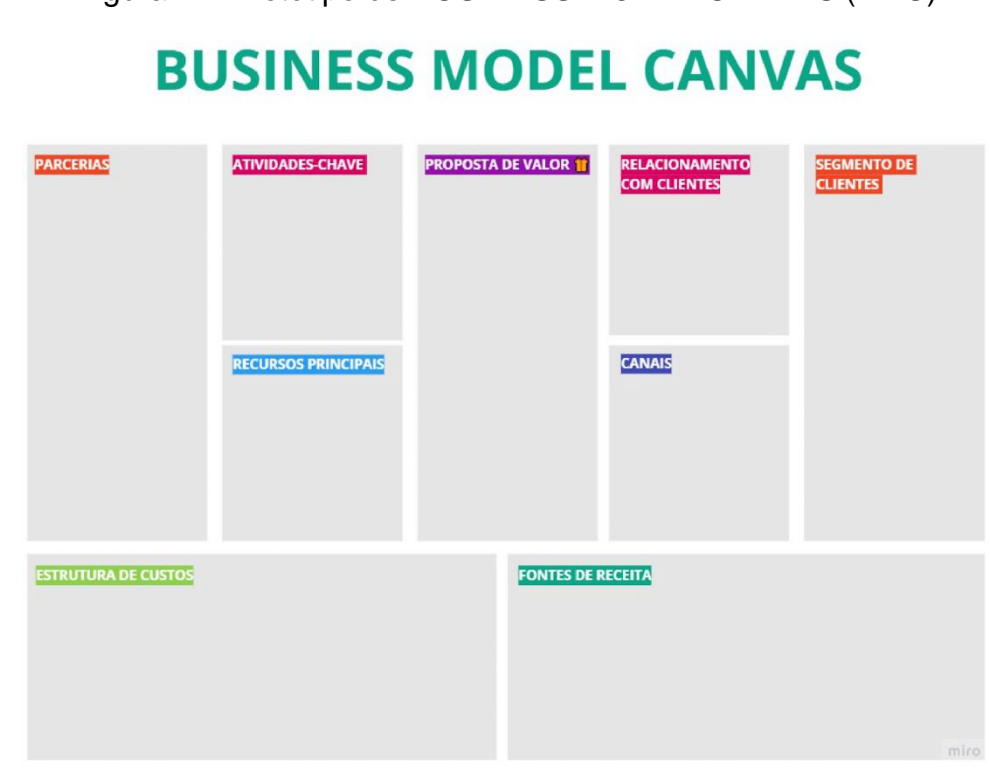 BUSINESS MODEL CANVAS
PARCERIAS
ATIVIDADES-CHAVE
PROPOSTA DE VALOR
RELACIONAMENTO
COM CLIENTES
SEGMENTO DE
CLIENTES
RECURSOS PRINCIPAIS
CANAIS
ESTRUTURA DE CUSTOS
FONTES DE RECEITA
miro